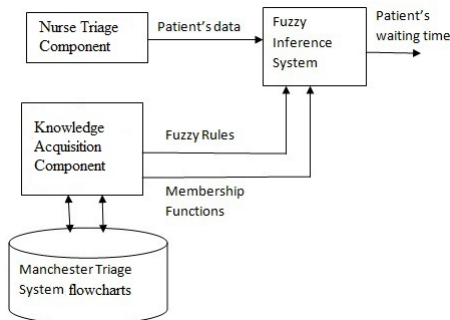 Nurse Triage
Component
Patient's data
Fuzzy
Inference
System
Patient's
waiting time
Knowledge
Acquisition
Component
Fuzzy Rules
Membership
Functions
Manchester Triage
System flowcharts